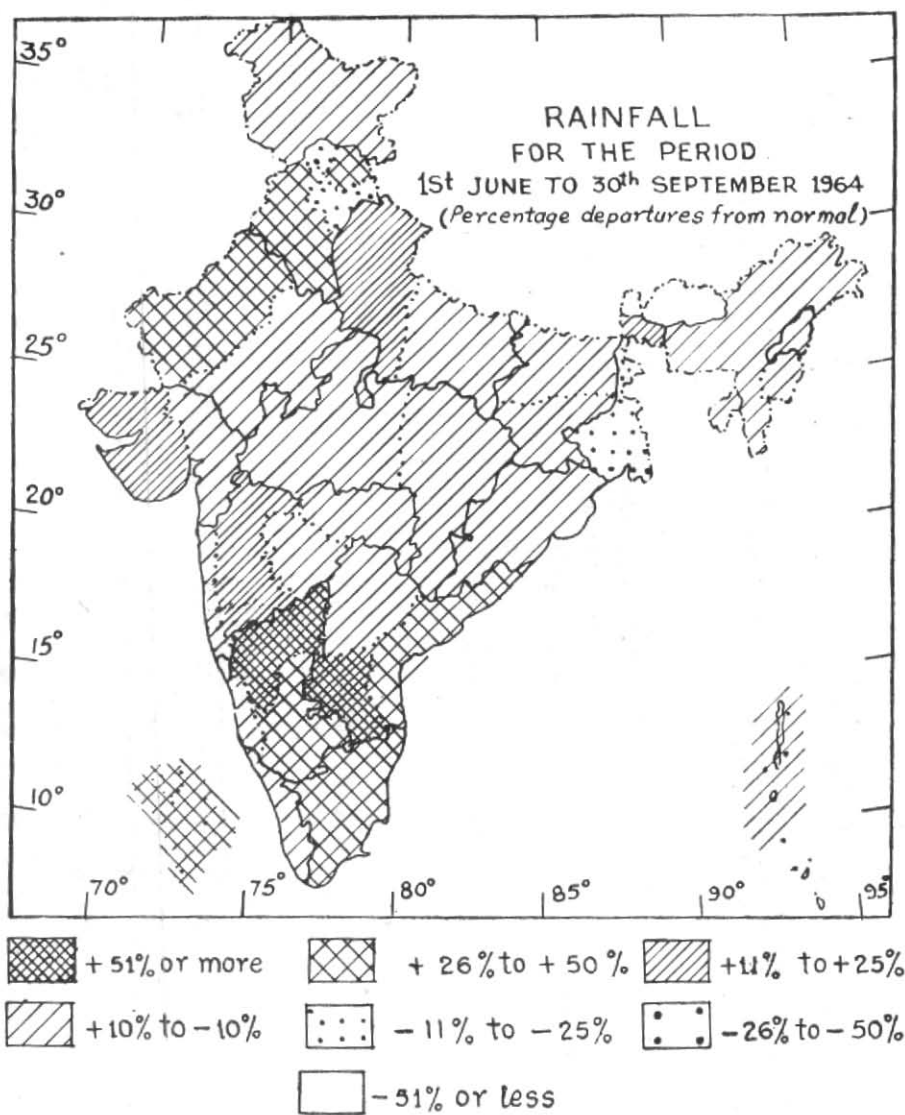 RAINFALL
FOR THE PERIOD
1St JUNE TO 30th SEPTEMBER 1964
(Percentage departures from normal)
35°
30°
25°
20°
15°
10°
70° 75° 80° 85° 90° 95°
+ 51% or more + 26% to + 50% +11% to +25%
+10% to -10% -11% to -25% -26% to -50%
-51% or less